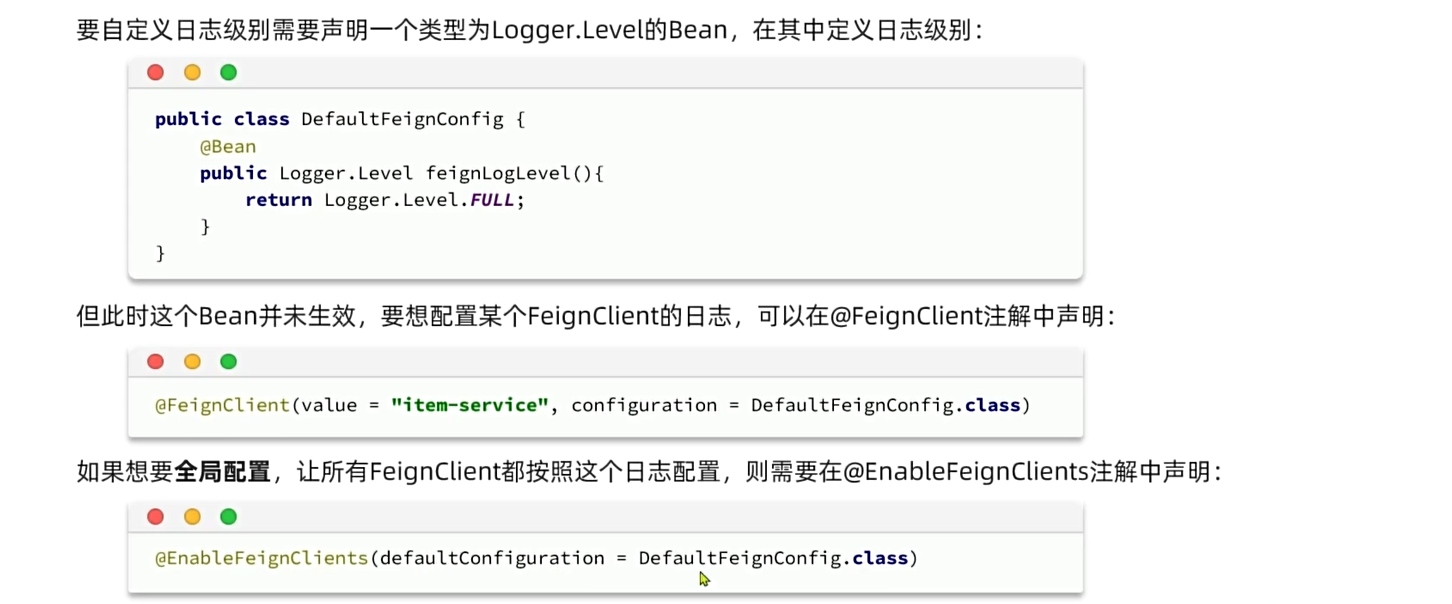 要自定义日志级别需要声明一个类型为Logger.Level的Bean，在其中定义日志级别：
public class DefaultFeignConfig {
    @Bean
    public Logger.Level feignLogLevel(){
        return Logger.Level.FULL;
    }
}
但此时这个Bean并未生效，要想配置某个FeignClient的日志，可以在@FeignClient注解中声明：
@FeignClient(value = "item-service", configuration = DefaultFeignConfig.class)
如果想要全局配置，让所有FeignClient都按照这个日志配置，则需要在@EnableFeignClients注解中声明：
@EnableFeignClients(defaultConfiguration = DefaultFeignConfig.class)